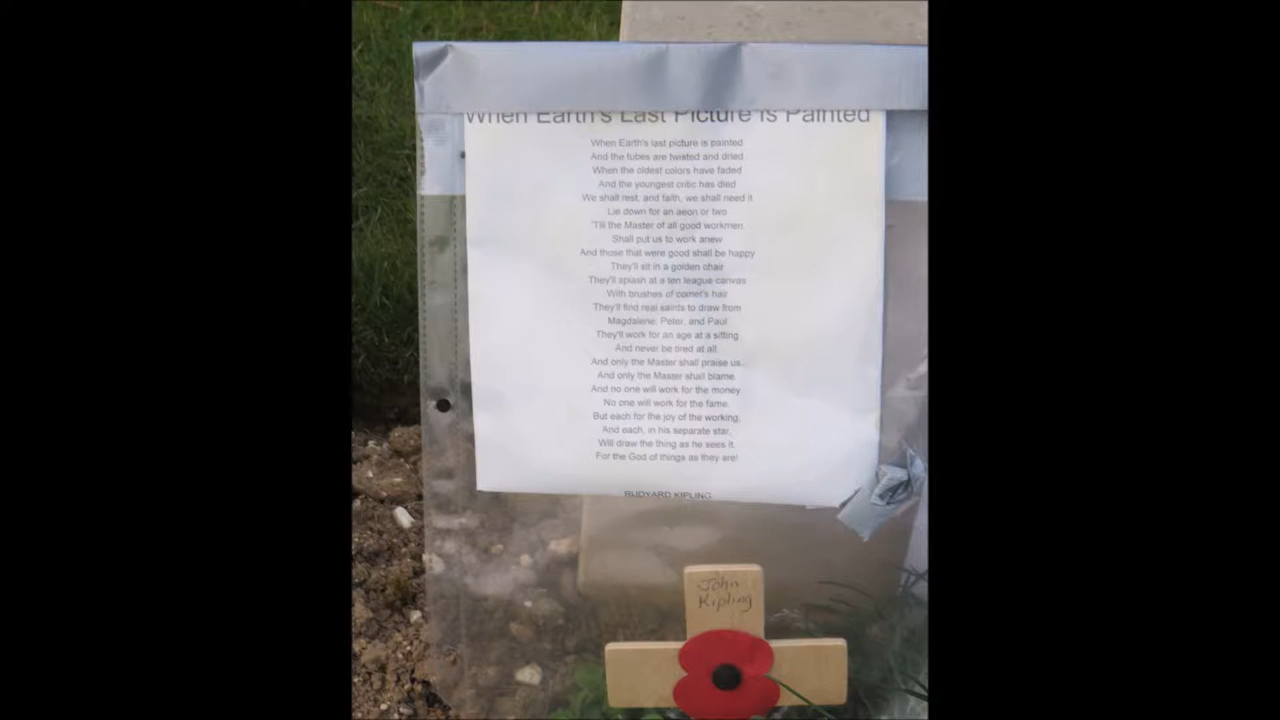 When Earth's Last Picture is Painted
When Earth's last picture is painted
And the tubes are twisted and dried
When the oldest colors have faded
And the youngest critic has died
We shall rest, and faith, we shall need it
Lie down for an aeon or two
'Till the Master of all good workmen
Shall put us to work anew
And those that were good shall be happy
They'll sit in a golden chair
They'll splash at a ten league canvas
With brushes of comet's hair
They'll find real saints to draw from
Magdalene, Peter, and Paul
They'll work for an age at a sitting
And never be tired at all.
And only the Master shall praise us.
And only the Master shall blame.
And no one will work for the money.
No one will work for the fame.
But each for the joy of the working,
And each, in his separate star,
Will draw the thing as he sees it.
For the God of things as they are!
RUDYARD KIPLING
John
Kipling